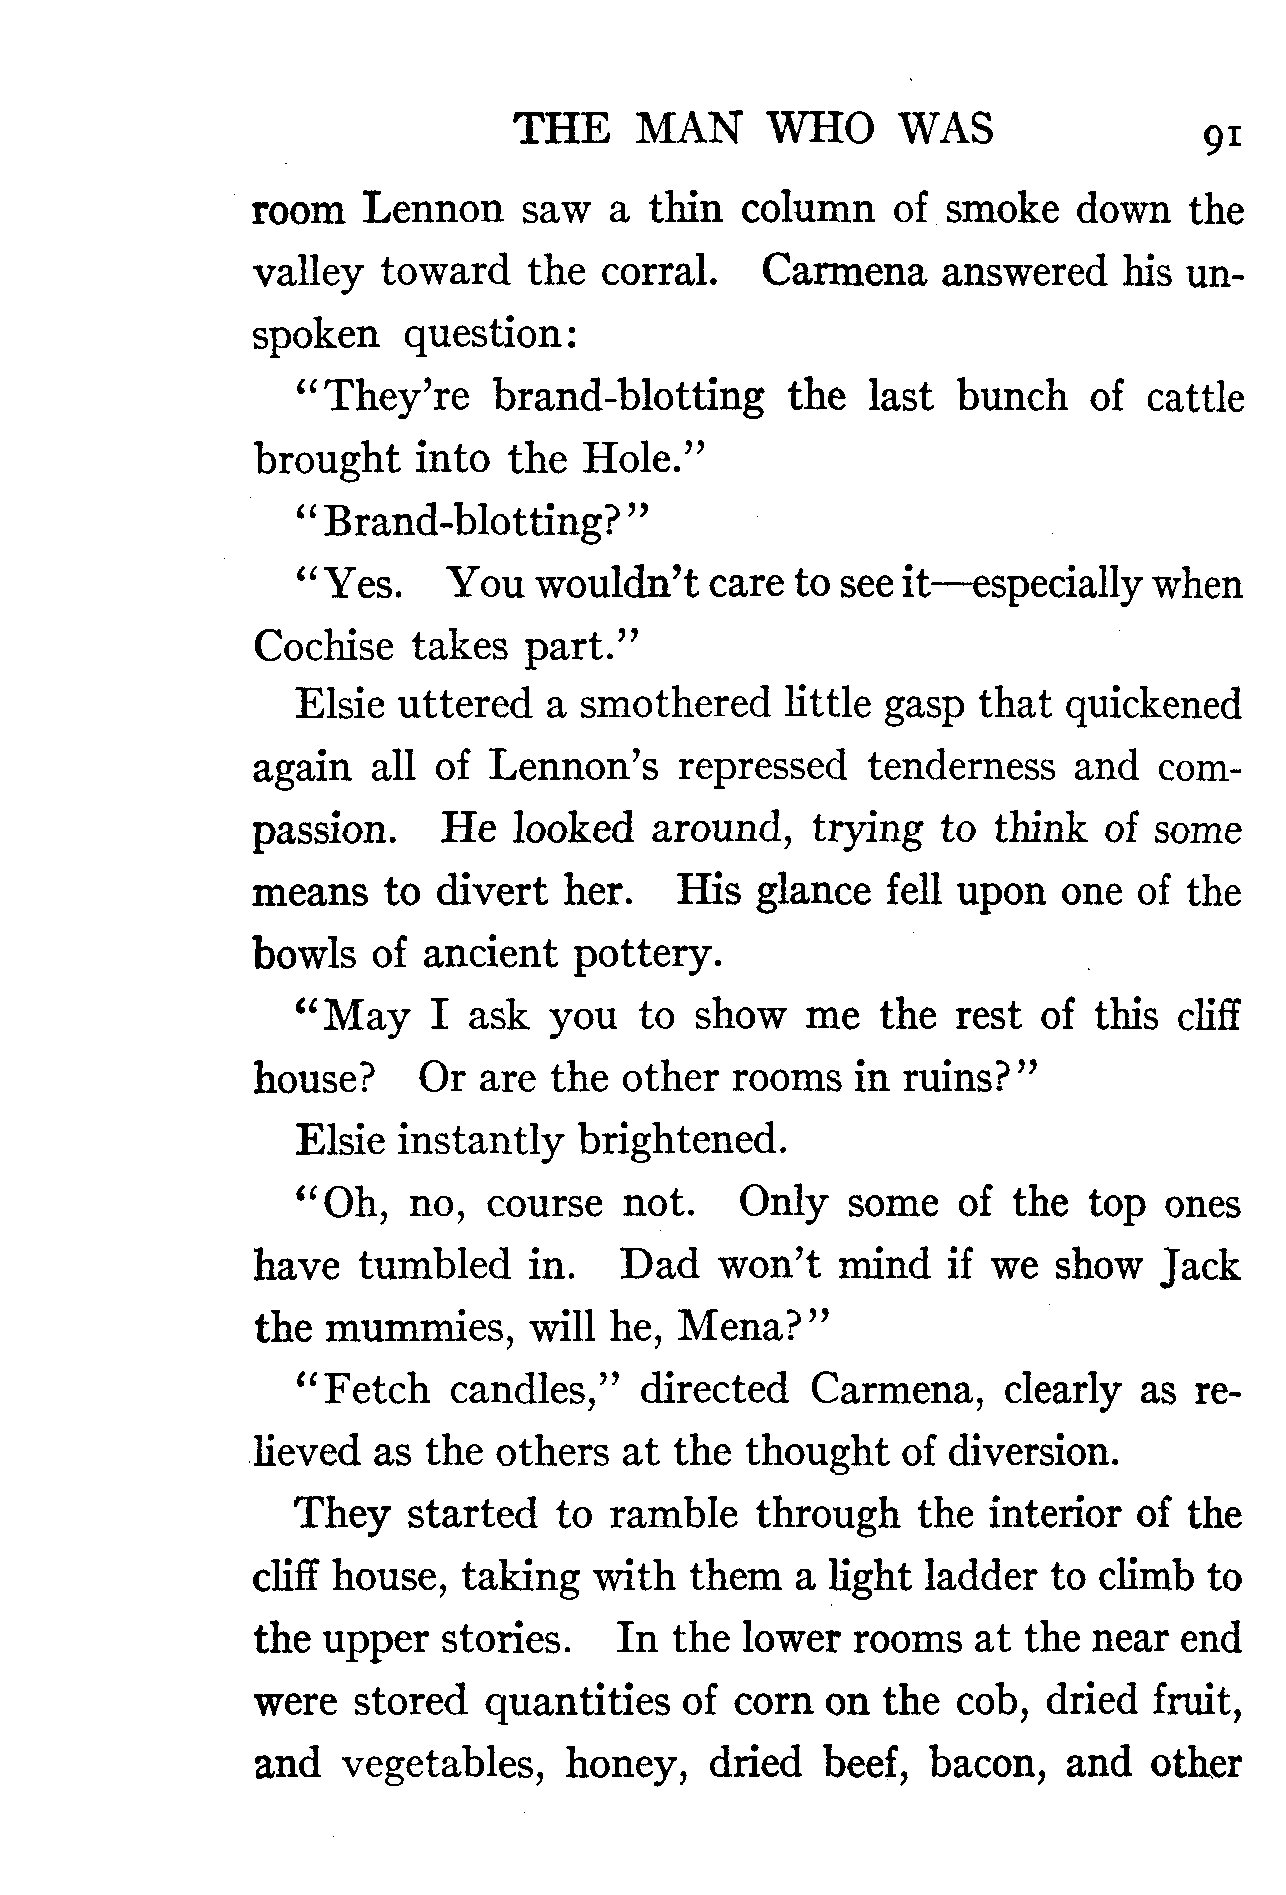 THE MAN WHO WAS 91
room Lennon saw a thin column of smoke down the
valley toward the corral. Carmena answered his un-
spoken question:
“They’re brand-blotting the last bunch of cattle
brought into the Hole.”
“Brand-blotting?”
“Yes. You wouldn’t care to see it—especially when
Cochise takes part.”
Elsie uttered a smothered little gasp that quickened
again all of Lennon’s repressed tenderness and com-
passion. He looked around, trying to think of some
means to divert her. His glance fell upon one of the
bowls of ancient pottery.
“May I ask you to show me the rest of this cliff
house? Or are the other rooms in ruins?”
Elsie instantly brightened.
“Oh, no, course not. Only some of the top ones
have tumbled in. Dad won’t mind if we show Jack
the mummies, will he, Mena?”
“Fetch candles,” directed Carmena, clearly as re-
lieved as the others at the thought of diversion.
They started to ramble through the interior of the
cliff house, taking with them a light ladder to climb to
the upper stories. In the lower rooms at the near end
were stored quantities of corn on the cob, dried fruit,
and vegetables, honey, dried beef, bacon, and other